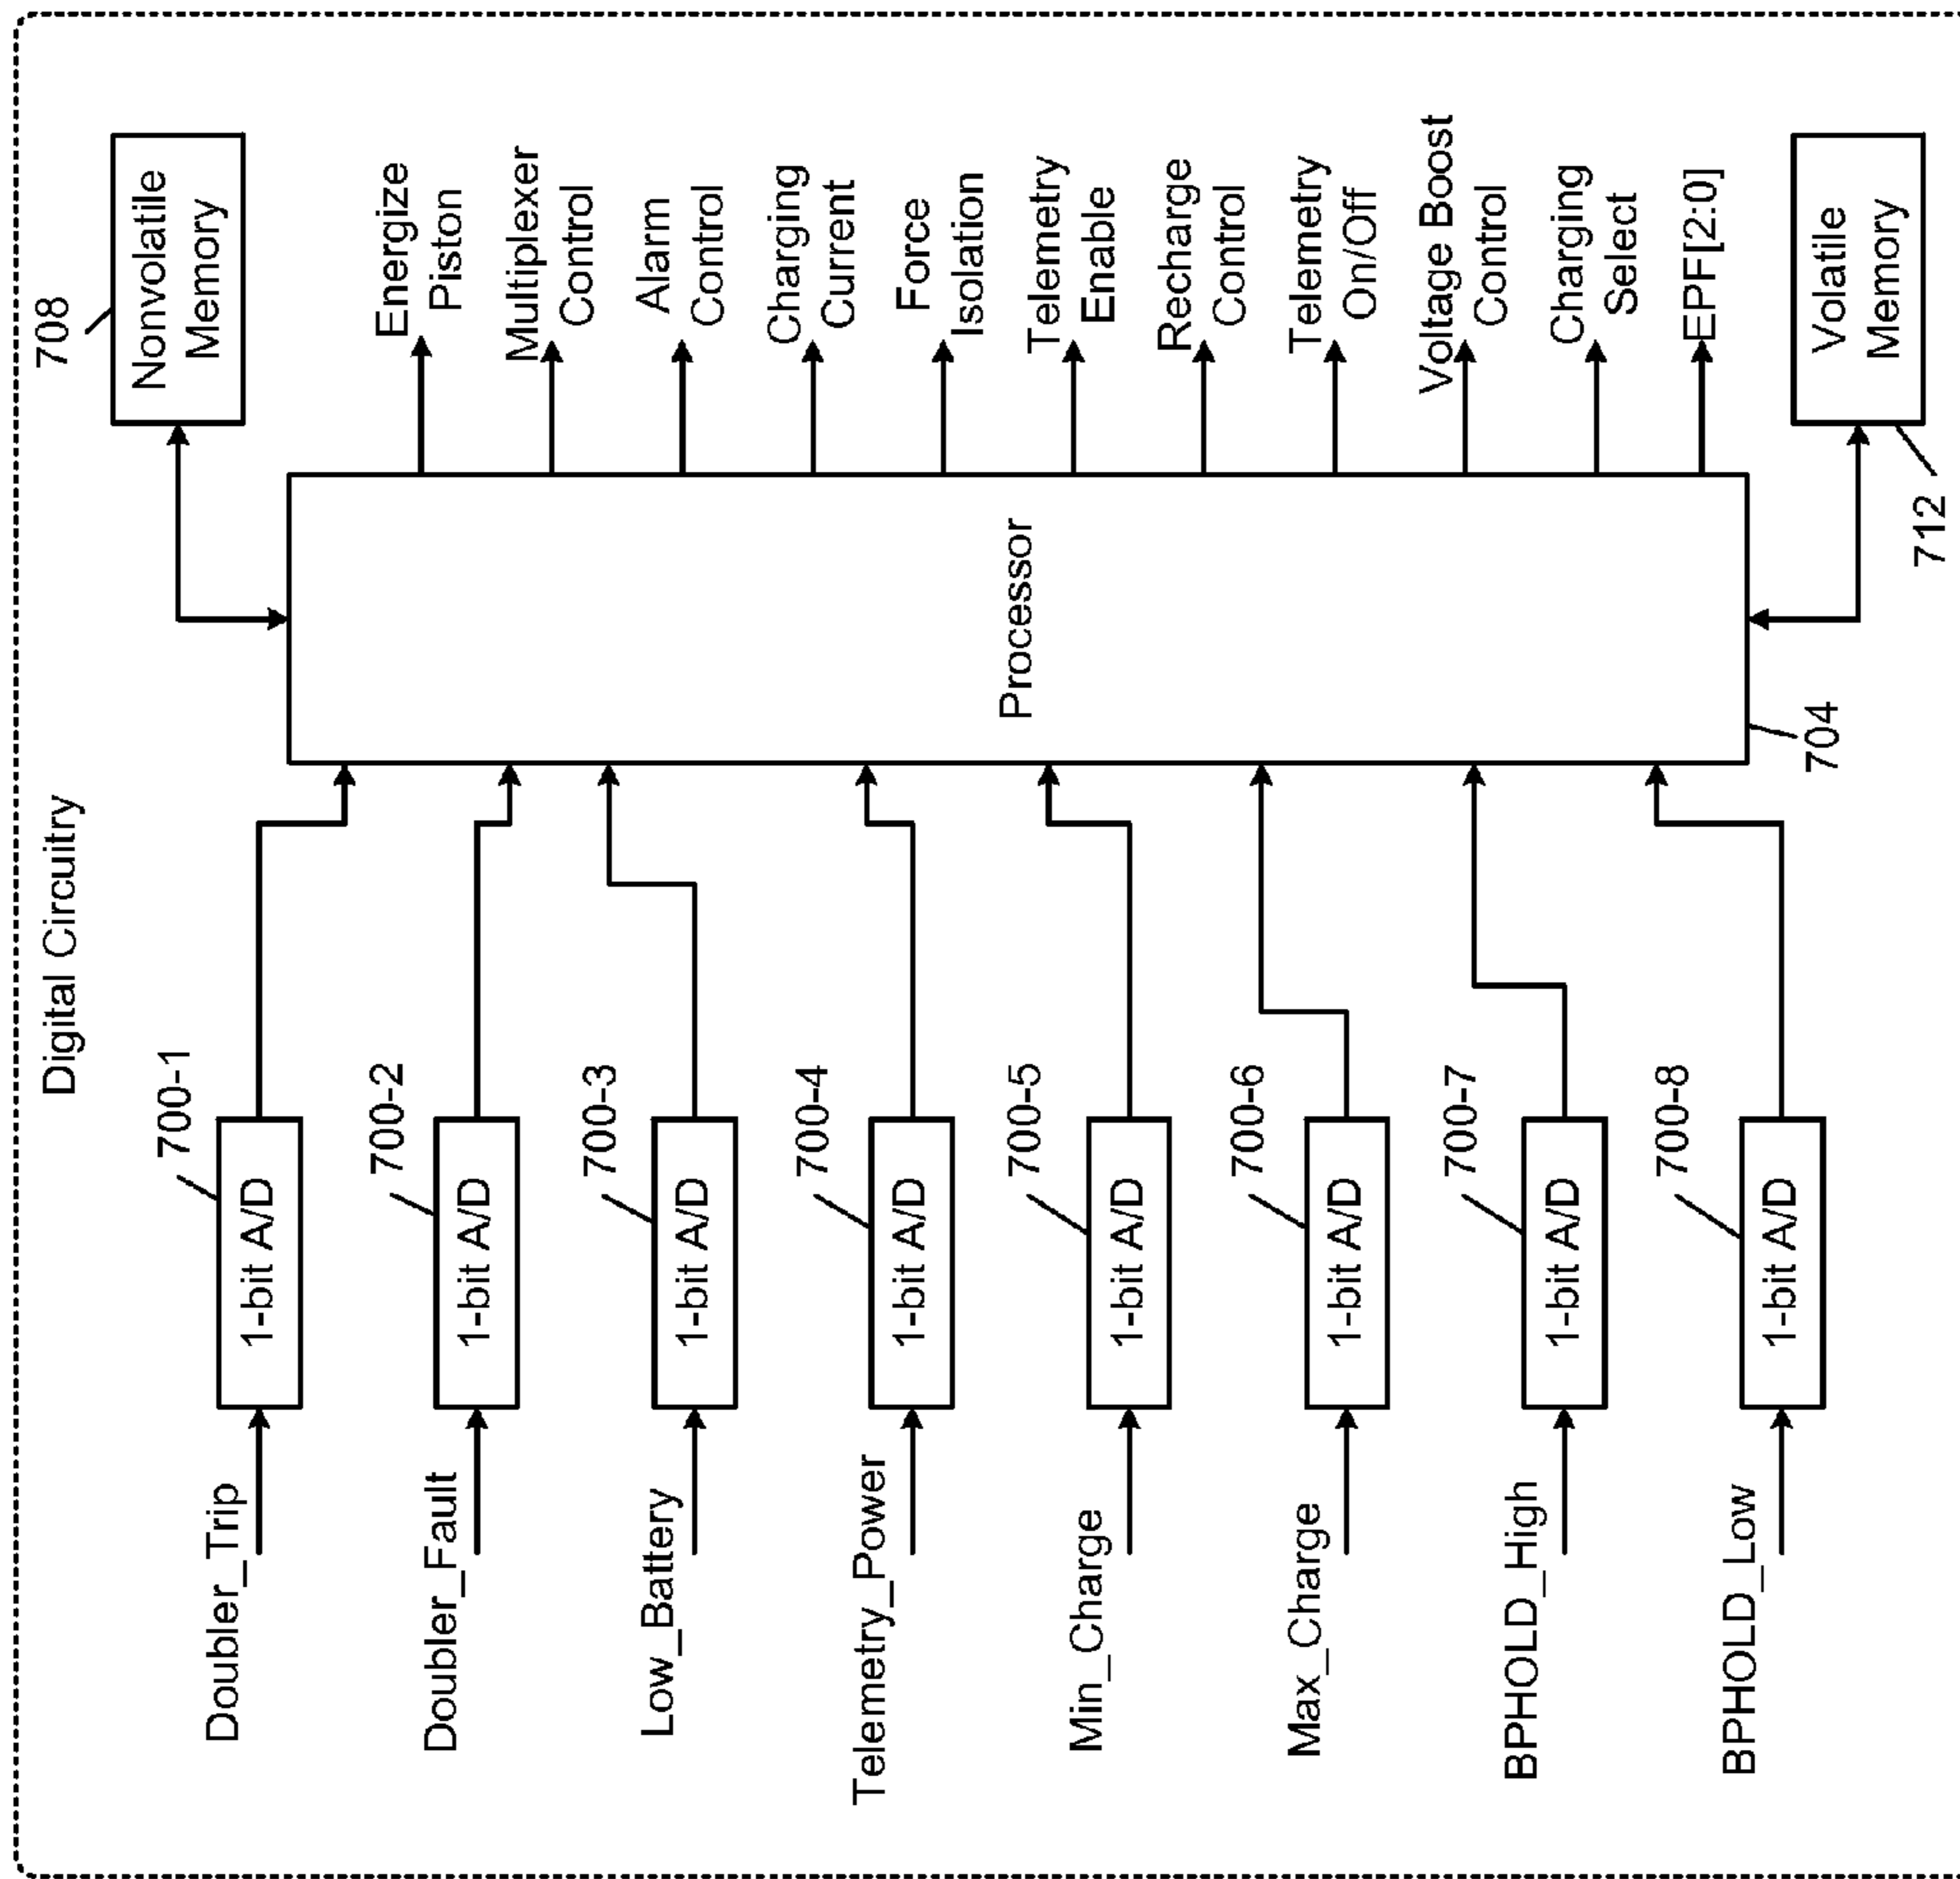 Digital Circuitry
Doubler_Trip
1-bit A/D
700-1
Doubler_Fault
1-bit A/D
700-2
Low_Battery
1-bit A/D
700-3
Telemetry_Power
1-bit A/D
700-4
Min_Charge
1-bit A/D
700-5
Max_Charge
1-bit A/D
700-6
BPHOLD_High
1-bit A/D
700-7
BPHOLD_Low
1-bit A/D
700-8
Processor
704
708
Nonvolatile
Memory
Energize
Piston
Multiplexer
Control
Alarm
Control
Charging
Current
Force
Isolation
Telemetry
Enable
Recharge
Control
Telemetry
On/Off
Voltage Boost
Control
Charging
Select
EPF[2:0]
Volatile
Memory
712